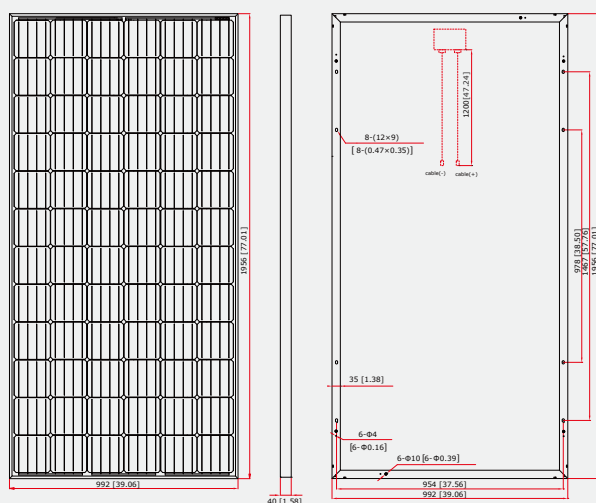 1956 [77.01]
992 [39.06]
40 [1.58]
1200[47.24]
8-(12×9)
[ 8-(0.47×0.35)]
cable(-)
cable(+)
978 [38.50]
1467 [57.76]
1956 [77.01]
35 [1.38]
6-Φ4
[6-Φ0.16]
6-Φ10 [6-Φ0.39]
954 [37.56]
992 [39.06]